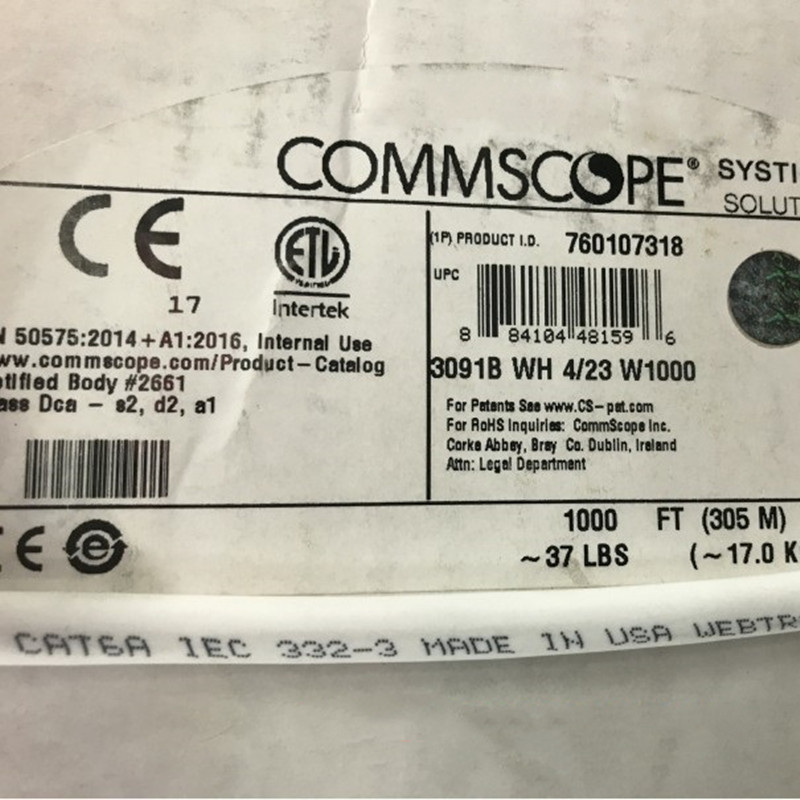 COMMSCOPE® SYSTI
SOLUT
CE
17
ETL
Intertek
50575:2014+A1:2016, Internal Use
ww.commscope.com/Product-Catalog
otified Body #2661
ass Dca - s2, d2, a1
(1P) PRODUCT I.D. 760107318
UPC
8 84104 48159 6
3091B WH 4/23 W1000
For Patents See www.CS-pat.com
For RoHS Inquiries: CommScope Inc.
Corke Abbey, Bray Co. Dublin, Ireland
Attn: Legal Department
CE e
1000 FT (305 M)
~37 LBS (~17.0 K
CAT6A IEC 332-3 MADE IN USA WEBTR